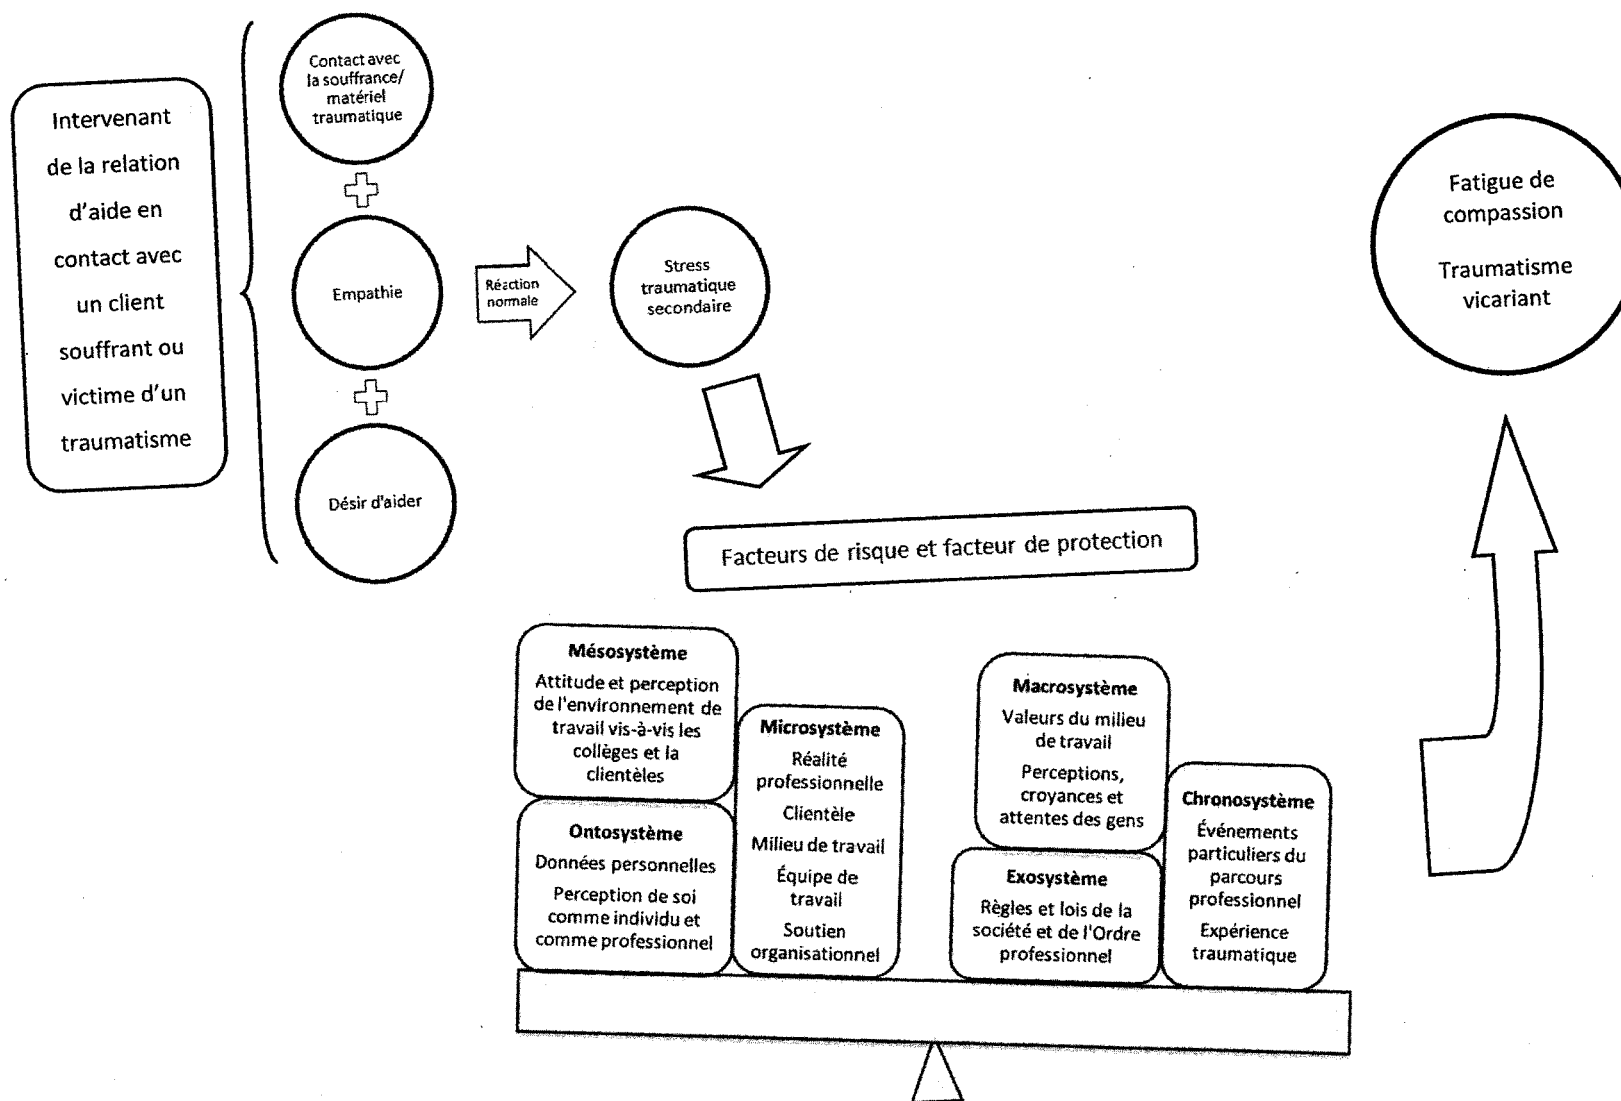 Intervenant
de la relation
d'aide en
contact avec
un client
souffrant ou
victime d'un
traumatisme
Contact avec
la souffrance/
matériel
traumatique
Empathie
Désir d'aider
Réaction
normale
Stress
traumatique
secondaire
Fatigue de
compassion
Traumatisme
vicariant
Facteurs de risque et facteur de protection
Mésosystème
Attitude et perception
de l'environnement de
travail vis-à-vis les
collèges et la
clientèles
Ontosystème
Données personnelles
Perception de soi
comme individu et
comme professionnel
Microsystème
Réalité
professionnelle
Clientèle
Milieu de travail
Équipe de
travail
Soutien
organisationnel
Macrosystème
Valeurs du milieu
de travail
Perceptions,
croyances et
attentes des gens
Exosystème
Règles et lois de la
société et de l'Ordre
professionnel
Chronosystème
Événements
particuliers du
parcours
professionnel
Expérience
traumatique